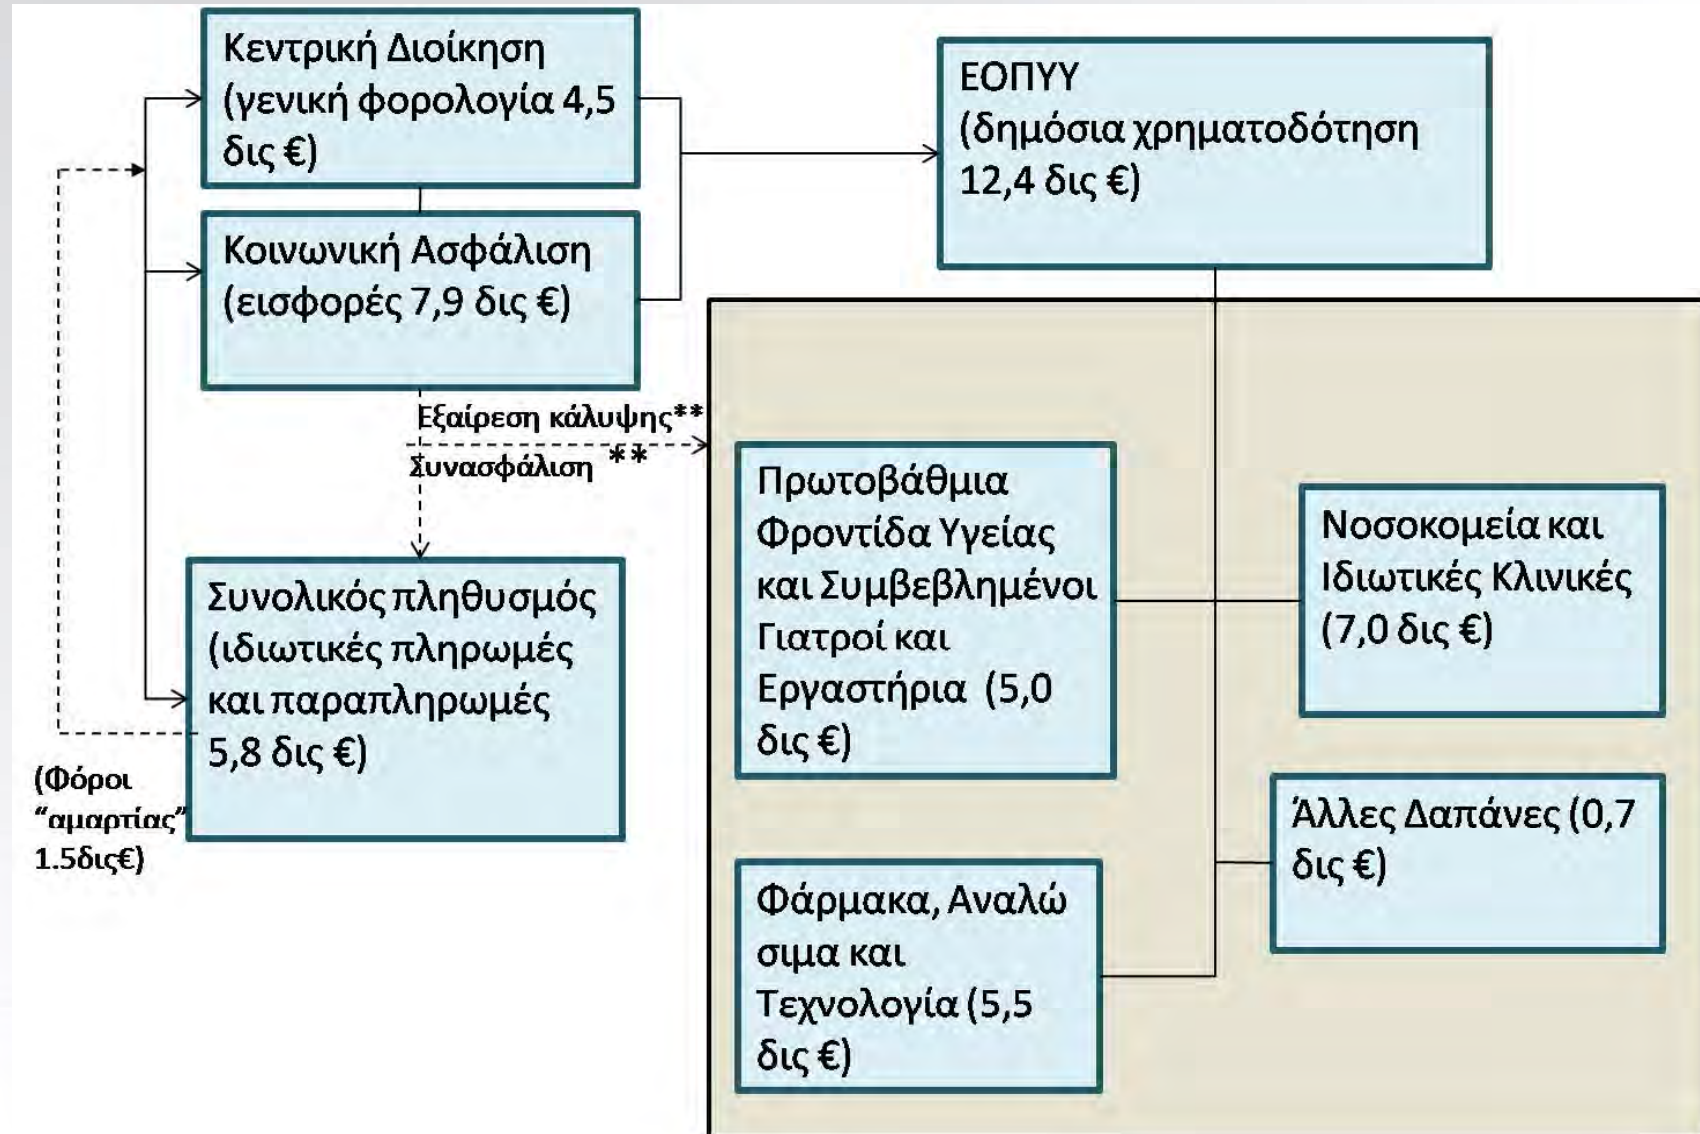 Κεντρική Διοίκηση
(γενική φορολογία 4,5
δις €)
ΕΟΠΥΥ
(δημόσια χρηματοδότηση
12,4 δις €)
Κοινωνική Ασφάλιση
(εισφορές 7,9 δις €)
Εξαίρεση κάλυψης**
Συνασφάλιση **
Συνολικός πληθυσμός
(ιδιωτικές πληρωμές
και παραπληρωμές
5,8 δις €)
(Φόροι
“αμαρτίας”
1.5δις€)
Πρωτοβάθμια
Φροντίδα Υγείας
και Συμβεβλημένοι
Γιατροί και
Εργαστήρια (5,0
δις €)
Νοσοκομεία και
Ιδιωτικές Κλινικές
(7,0 δις €)
Άλλες Δαπάνες (0,7
δις €)
Φάρμακα, Αναλώ
σιμα και
Τεχνολογία (5,5
δις €)